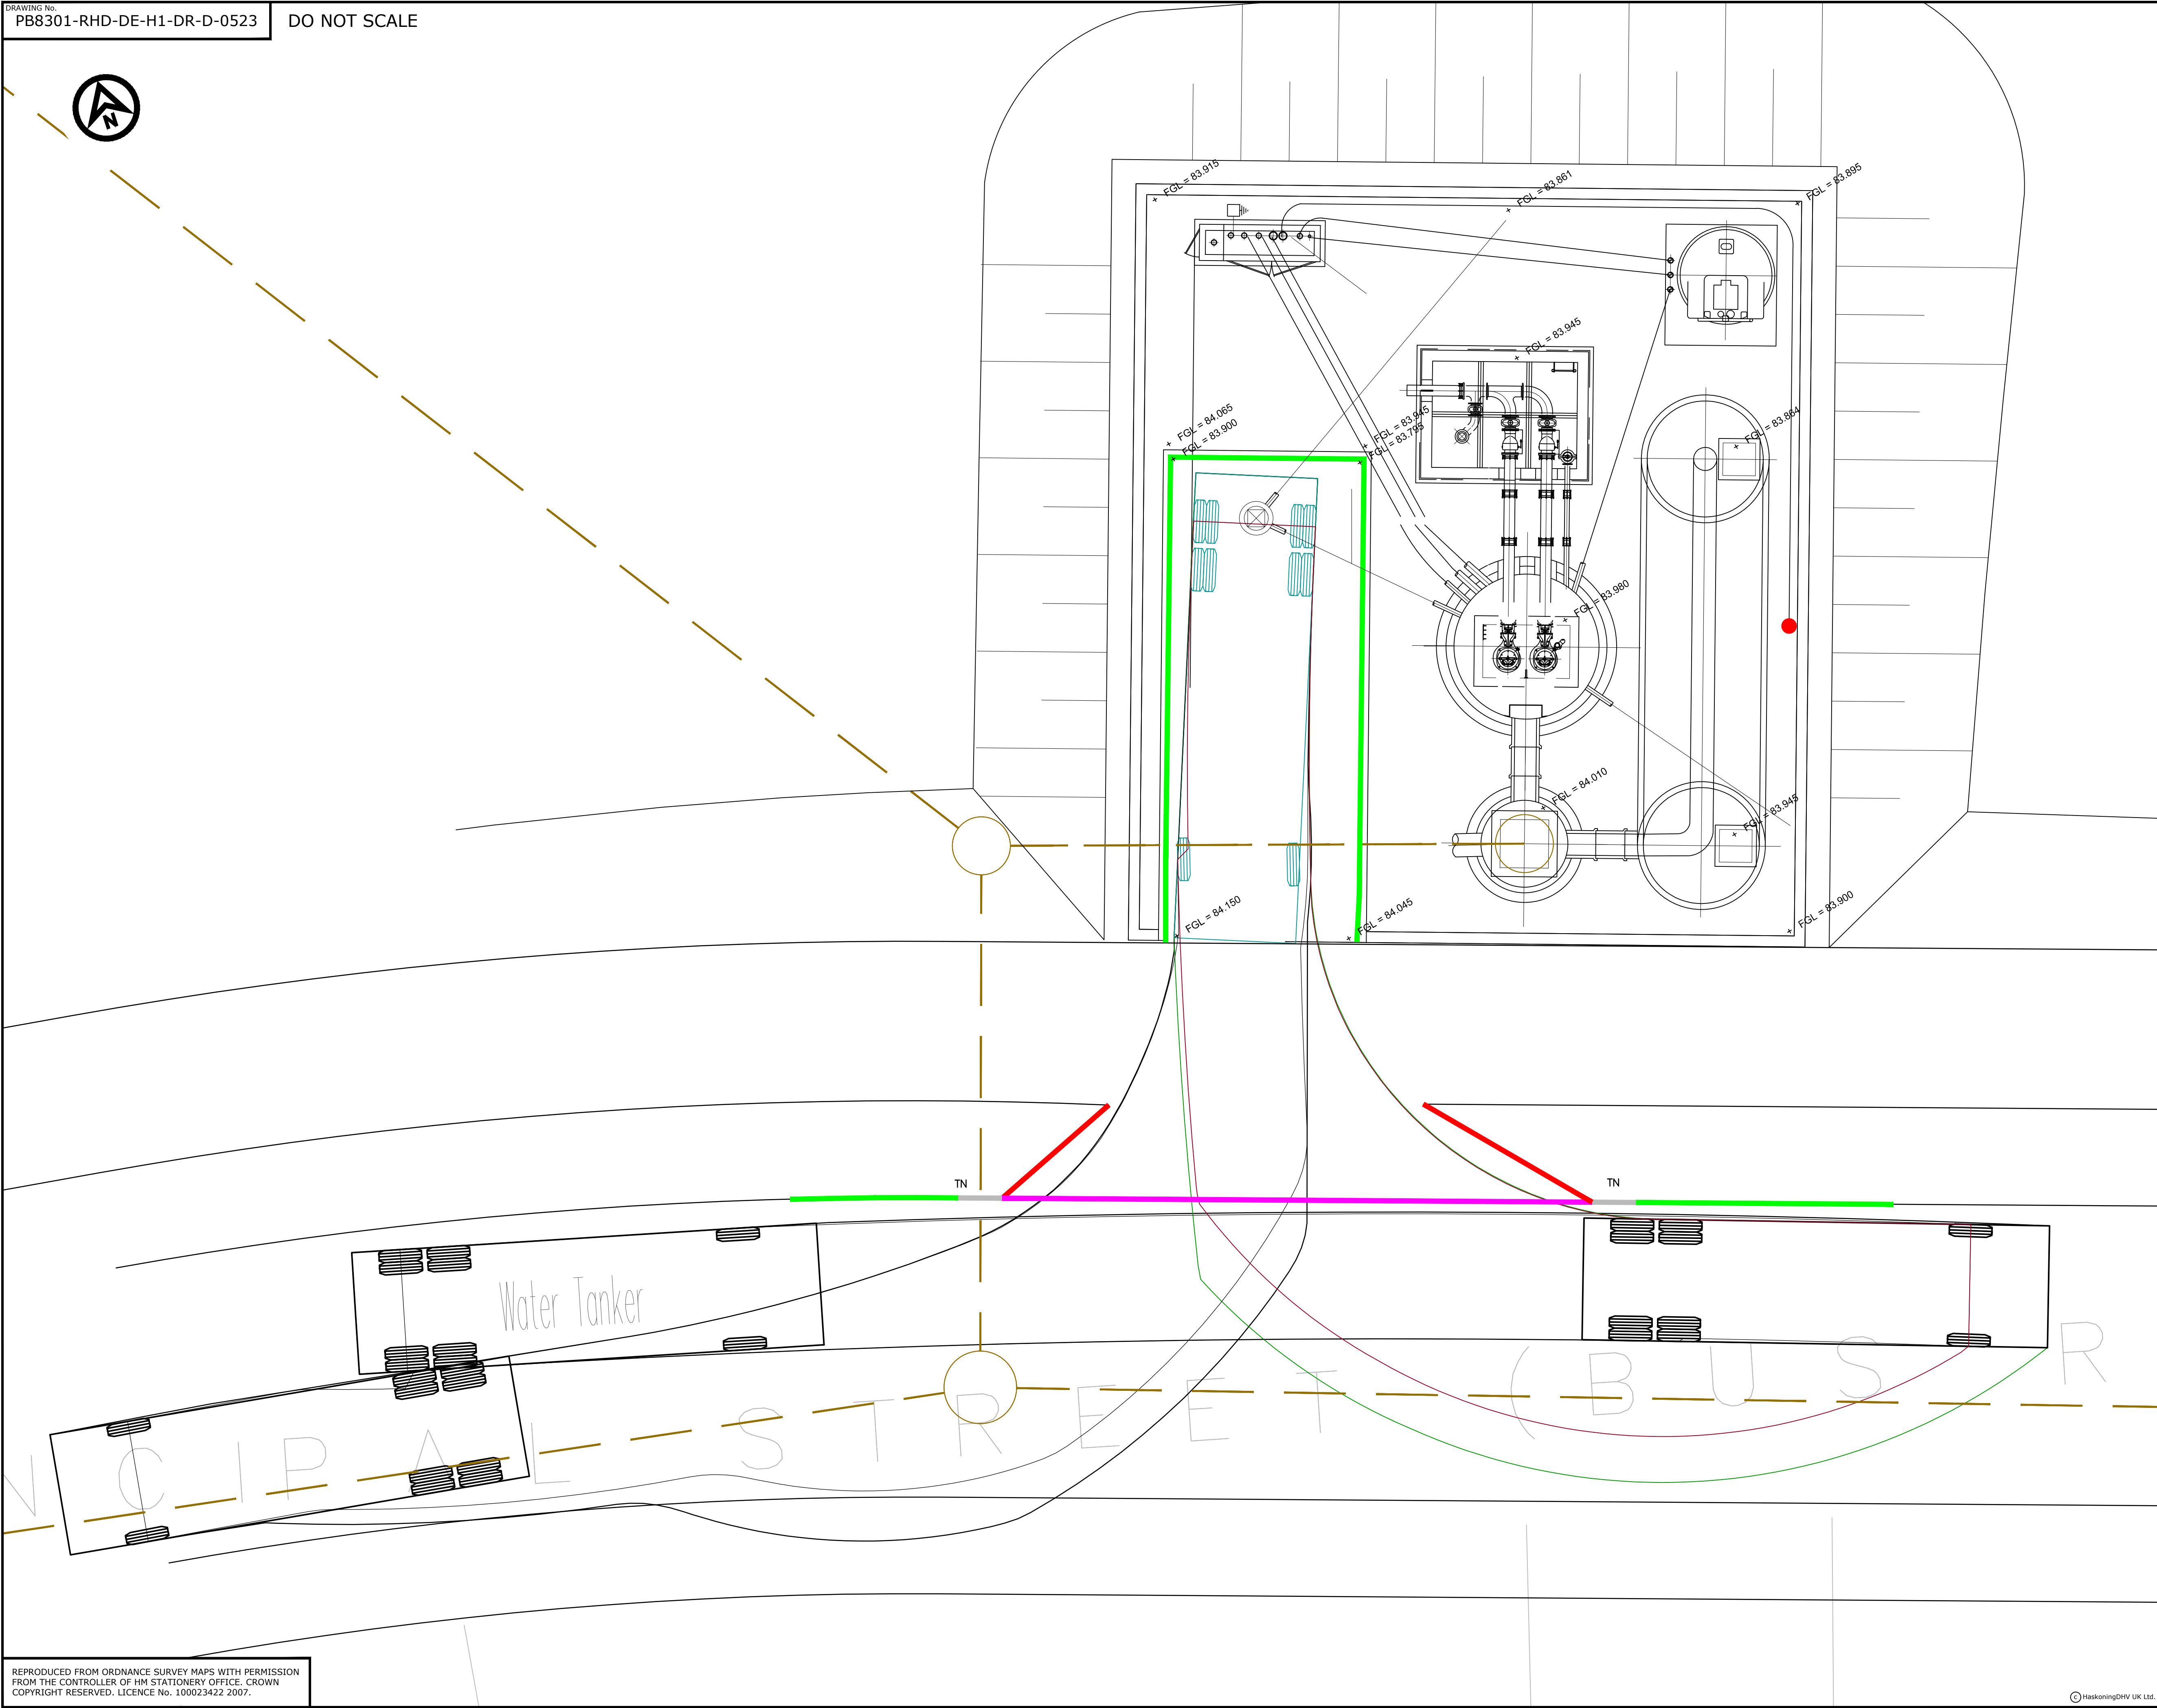 DRAWING No.
PB8301-RHD-DE-H1-DR-D-0523
DO NOT SCALE
N
FGL = 83.915
FGL = 83.861
FGL = 83.895
FGL = 83.945
FGL = 84.065
FGL = 83.900
FGL = 83.945
FGL = 83.795
FGL = 83.864
FGL = 83.980
FGL = 84.010
FGL = 83.945
FGL = 84.150
FGL = 84.045
FGL = 83.900
TN
TN
Water Tanker
NCIPAL STREET (BUS R
REPRODUCED FROM ORDNANCE SURVEY MAPS WITH PERMISSION
FROM THE CONTROLLER OF HM STATIONERY OFFICE. CROWN
COPYRIGHT RESERVED. LICENCE No. 100023422 2007.
© HaskoningDHV UK Ltd.